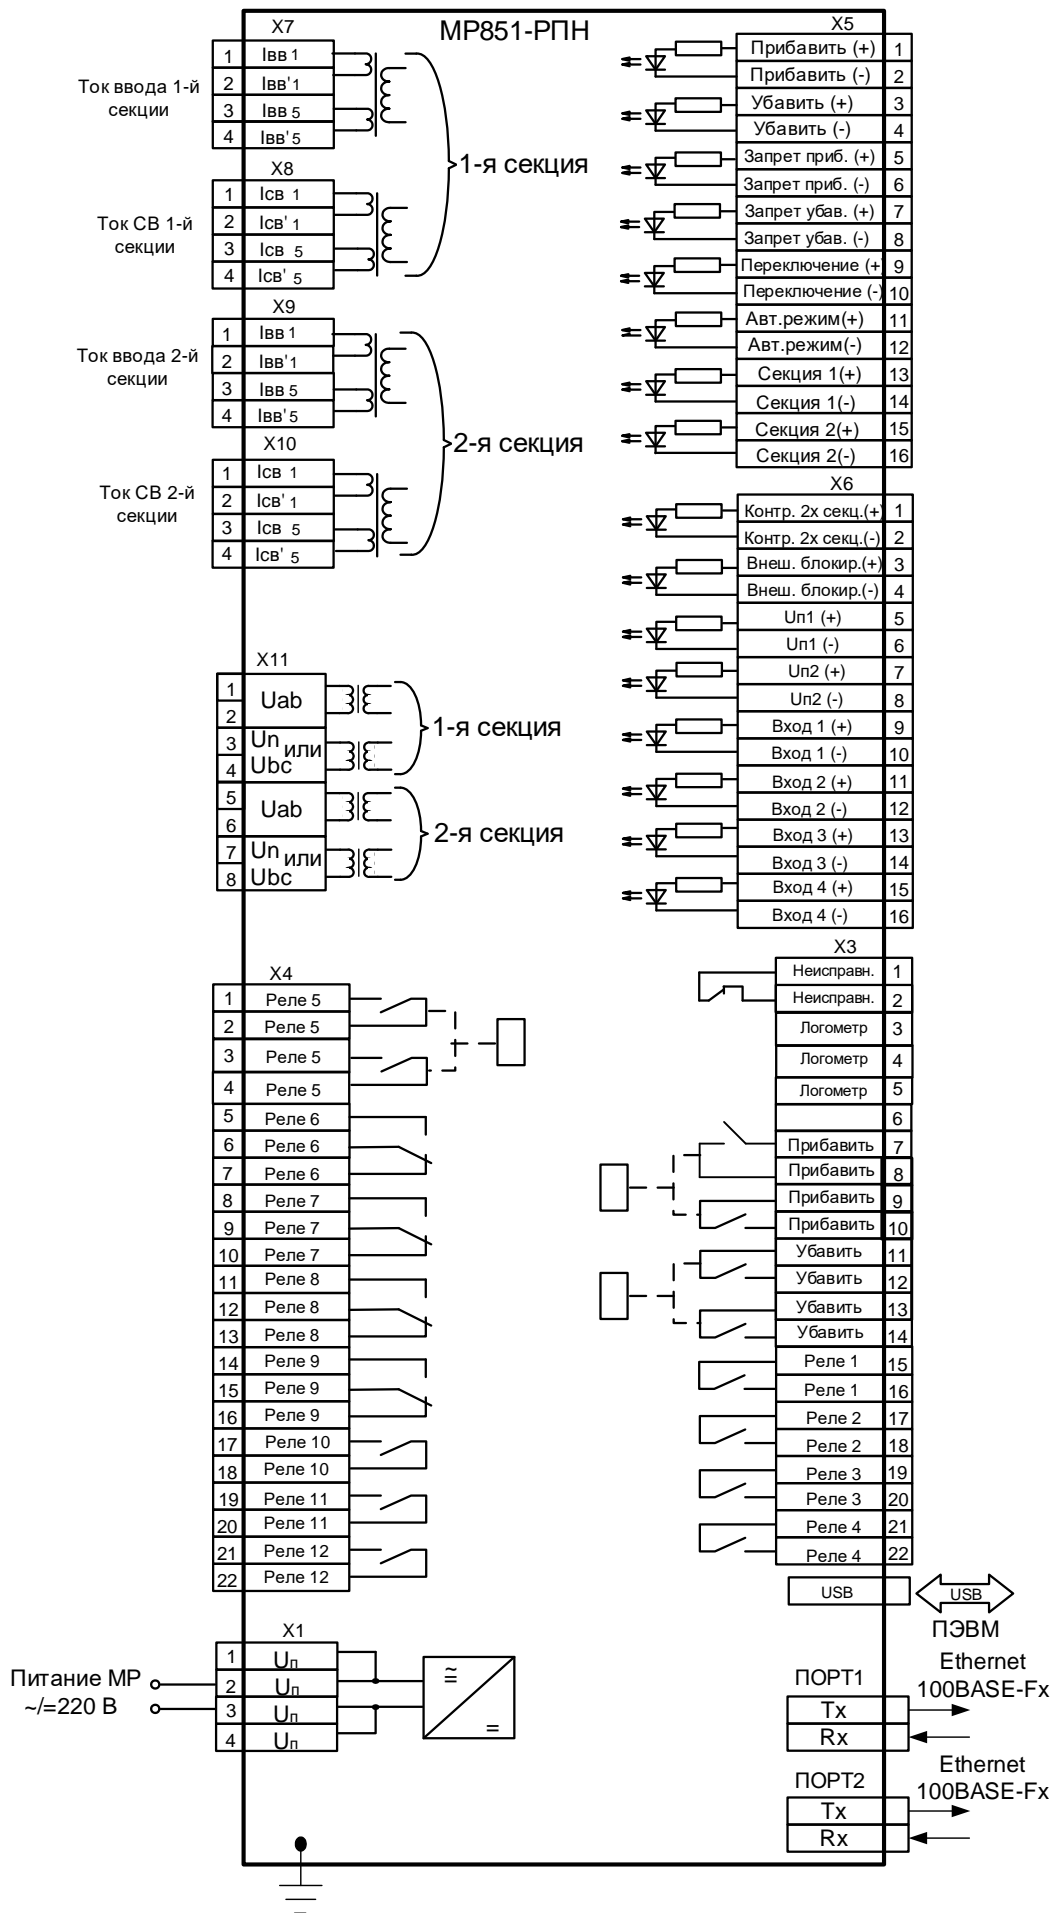 МР851-РПН
X7
Ток ввода 1-й
секции
1 Iвв 1
2 Iвв'1
3 Iвв 5
4 Iвв'5
1-я секция
X8
Ток СВ 1-й
секции
1 Iсв 1
2 Iсв' 1
3 Iсв 5
4 Iсв' 5
X9
Ток ввода 2-й
секции
1 Iвв 1
2 Iвв'1
3 Iвв 5
4 Iвв'5
2-я секция
X10
Ток СВ 2-й
секции
1 Iсв 1
2 Iсв' 1
3 Iсв 5
4 Iсв' 5
X11
1
2
Uab
3
4
Un или
Ubc
1-я секция
5
6
Uab
7
8
Un или
Ubc
2-я секция
X4
1 Реле 5
2 Реле 5
3 Реле 5
4 Реле 5
5 Реле 6
6 Реле 6
7 Реле 6
8 Реле 7
9 Реле 7
10 Реле 7
11 Реле 8
12 Реле 8
13 Реле 8
14 Реле 9
15 Реле 9
16 Реле 9
17 Реле 10
18 Реле 10
19 Реле 11
20 Реле 11
21 Реле 12
22 Реле 12
X1
Питание МР
~/=220 В
1 Uп
2 Uп
3 Uп
4 Uп
≅
=
X5
Прибавить (+) 1
Прибавить (-) 2
Убавить (+) 3
Убавить (-) 4
Запрет приб. (+) 5
Запрет приб. (-) 6
Запрет убав. (+) 7
Запрет убав. (-) 8
Переключение (+ 9
Переключение (-) 10
Авт.режим(+) 11
Авт.режим(-) 12
Секция 1(+) 13
Секция 1(-) 14
Секция 2(+) 15
Секция 2(-) 16
X6
Контр. 2х секц.(+ 1
Контр. 2х секц.(-) 2
Внеш. блокир.(+) 3
Внеш. блокир.(-) 4
Uп1 (+) 5
Uп1 (-) 6
Uп2 (+) 7
Uп2 (-) 8
Вход 1 (+) 9
Вход 1 (-) 10
Вход 2 (+) 11
Вход 2 (-) 12
Вход 3 (+) 13
Вход 3 (-) 14
Вход 4 (+) 15
Вход 4 (-) 16
X3
Неисправн. 1
Неисправн. 2
Логометр 3
Логометр 4
Логометр 5
6
Прибавить 7
Прибавить 8
Прибавить 9
Прибавить 10
Убавить 11
Убавить 12
Убавить 13
Убавить 14
Реле 1 15
Реле 1 16
Реле 2 17
Реле 2 18
Реле 3 19
Реле 3 20
Реле 4 21
Реле 4 22
USB
USB
ПЭВМ
ПОРТ1
Ethernet
100BASE-Fx
Tx
Rx
ПОРТ2
Ethernet
100BASE-Fx
Tx
Rx